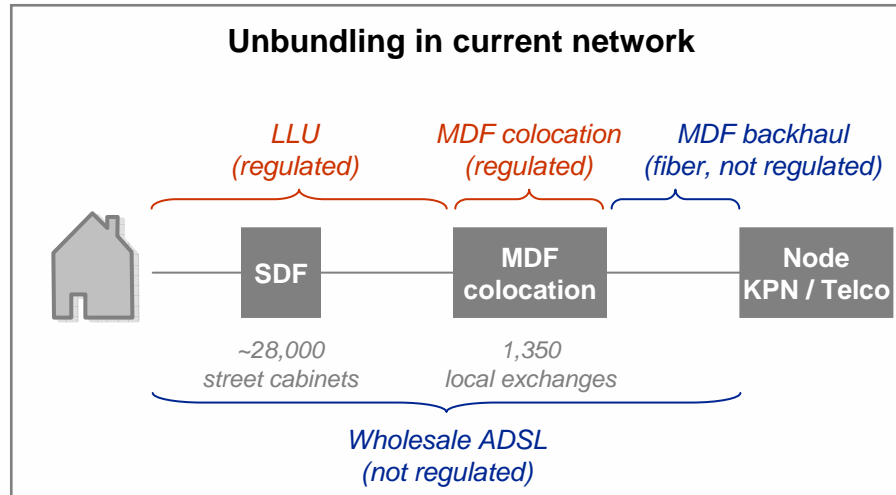 Unbundling in current network
LLU
(regulated)
MDF colocation
(regulated)
MDF backhaul
(fiber, not regulated)
SDF
MDF
colocation
Node
KPN / Telco
~28,000
street cabinets
1,350
local exchanges
Wholesale ADSL
(not regulated)